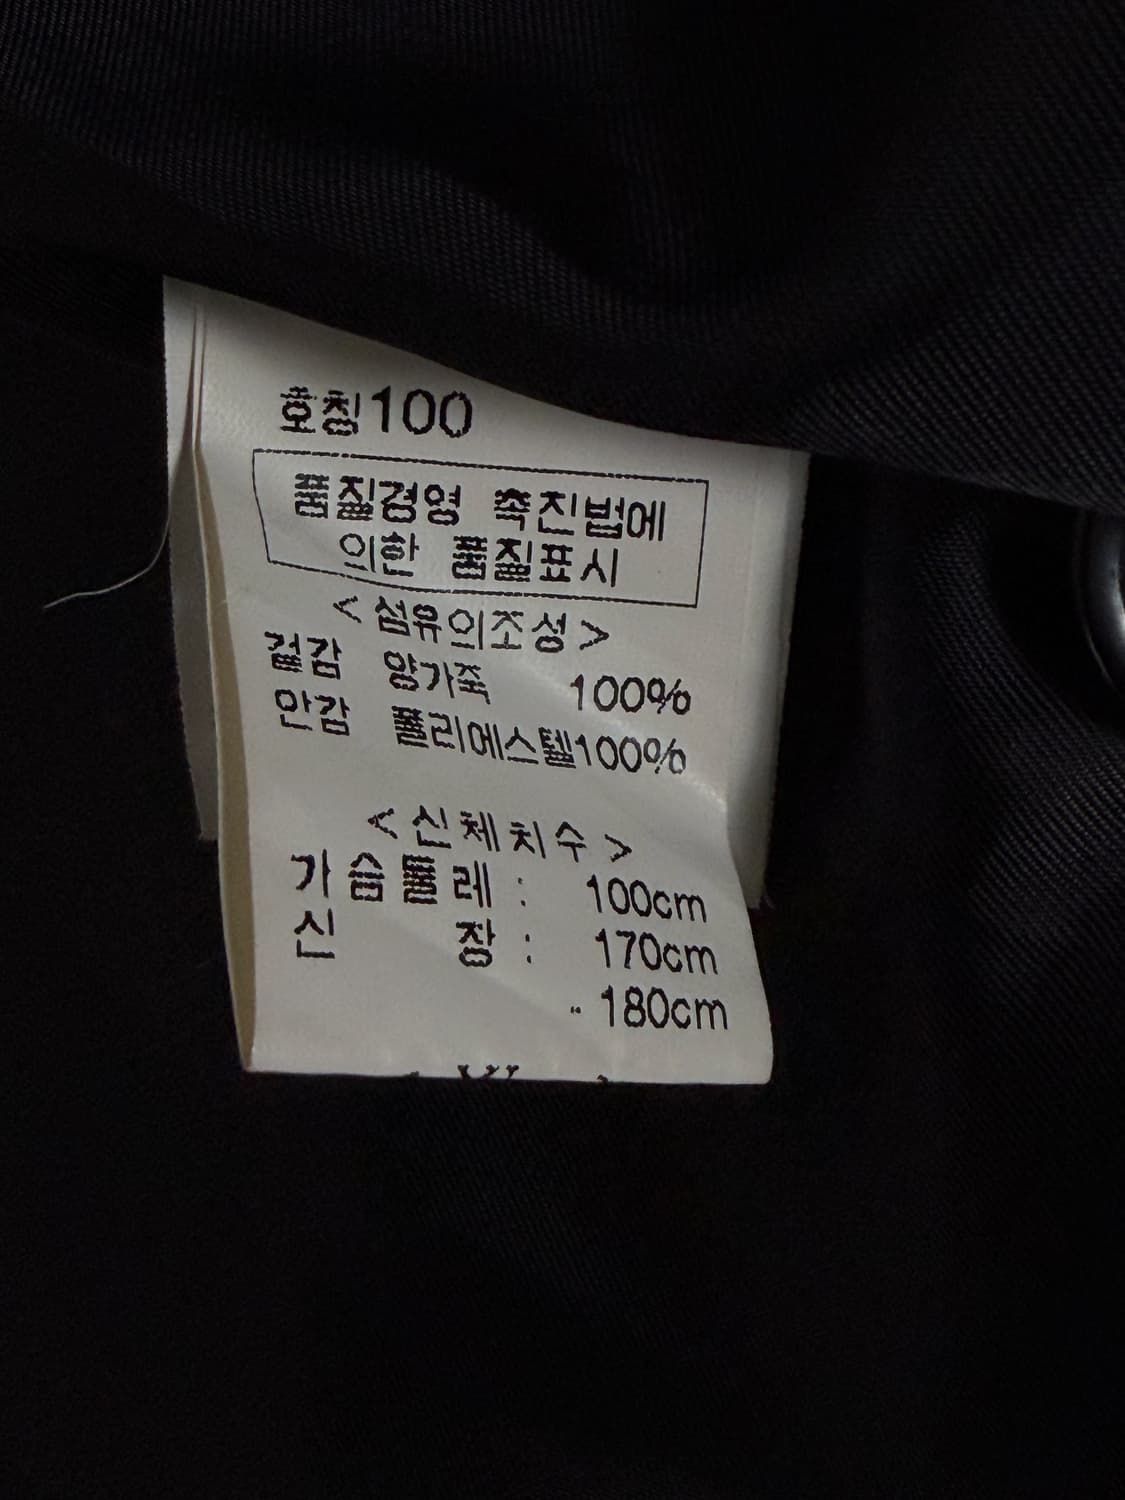 호칭100
품질경영 촉진법에
의한 품질표시
<섬유의조성>
겉감 양가죽 100%
안감 폴리에스텔100%
<신체치수>
가슴둘레 : 100cm
신 장 : 170cm
- 180cm